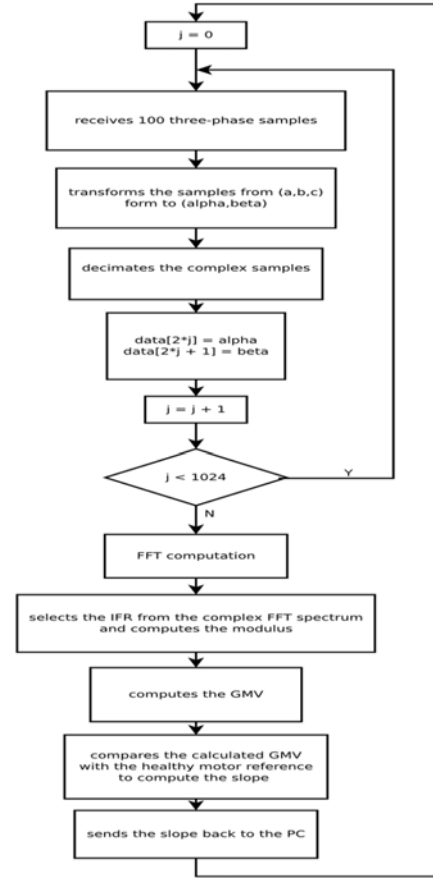 j = 0
receives 100 three-phase samples
transforms the samples from (a,b,c)
form to (alpha,beta)
decimates the complex samples
data[2*j] = alpha
data[2*j + 1] = beta
j = j + 1
j < 1024
Y
N
FFT computation
selects the IFR from the complex FFT spectrum
and computes the modulus
computes the GMV
compares the calculated GMV
with the healthy motor reference
to compute the slope
sends the slope back to the PC